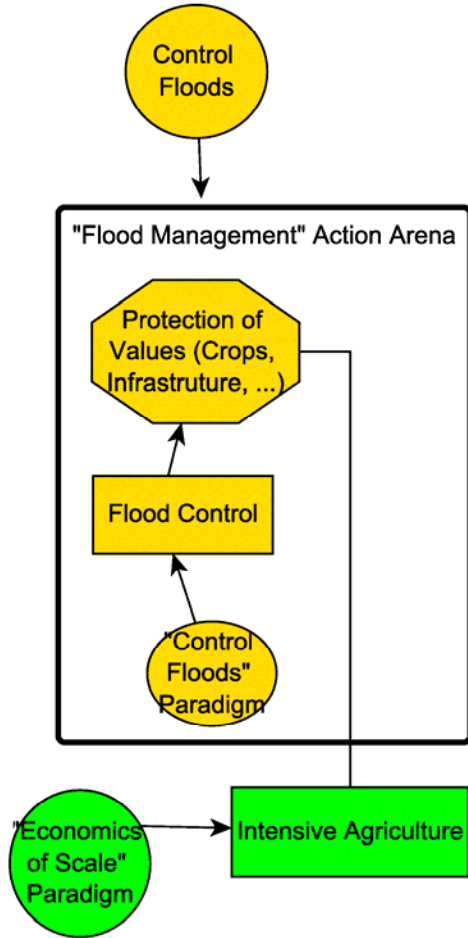 Control
Floods
"Flood Management" Action Arena
Protection of
Values (Crops,
Infrastruture, ...)
Flood Control
"Control
Floods"
Paradigm
"Economics
of Scale"
Paradigm
Intensive Agriculture